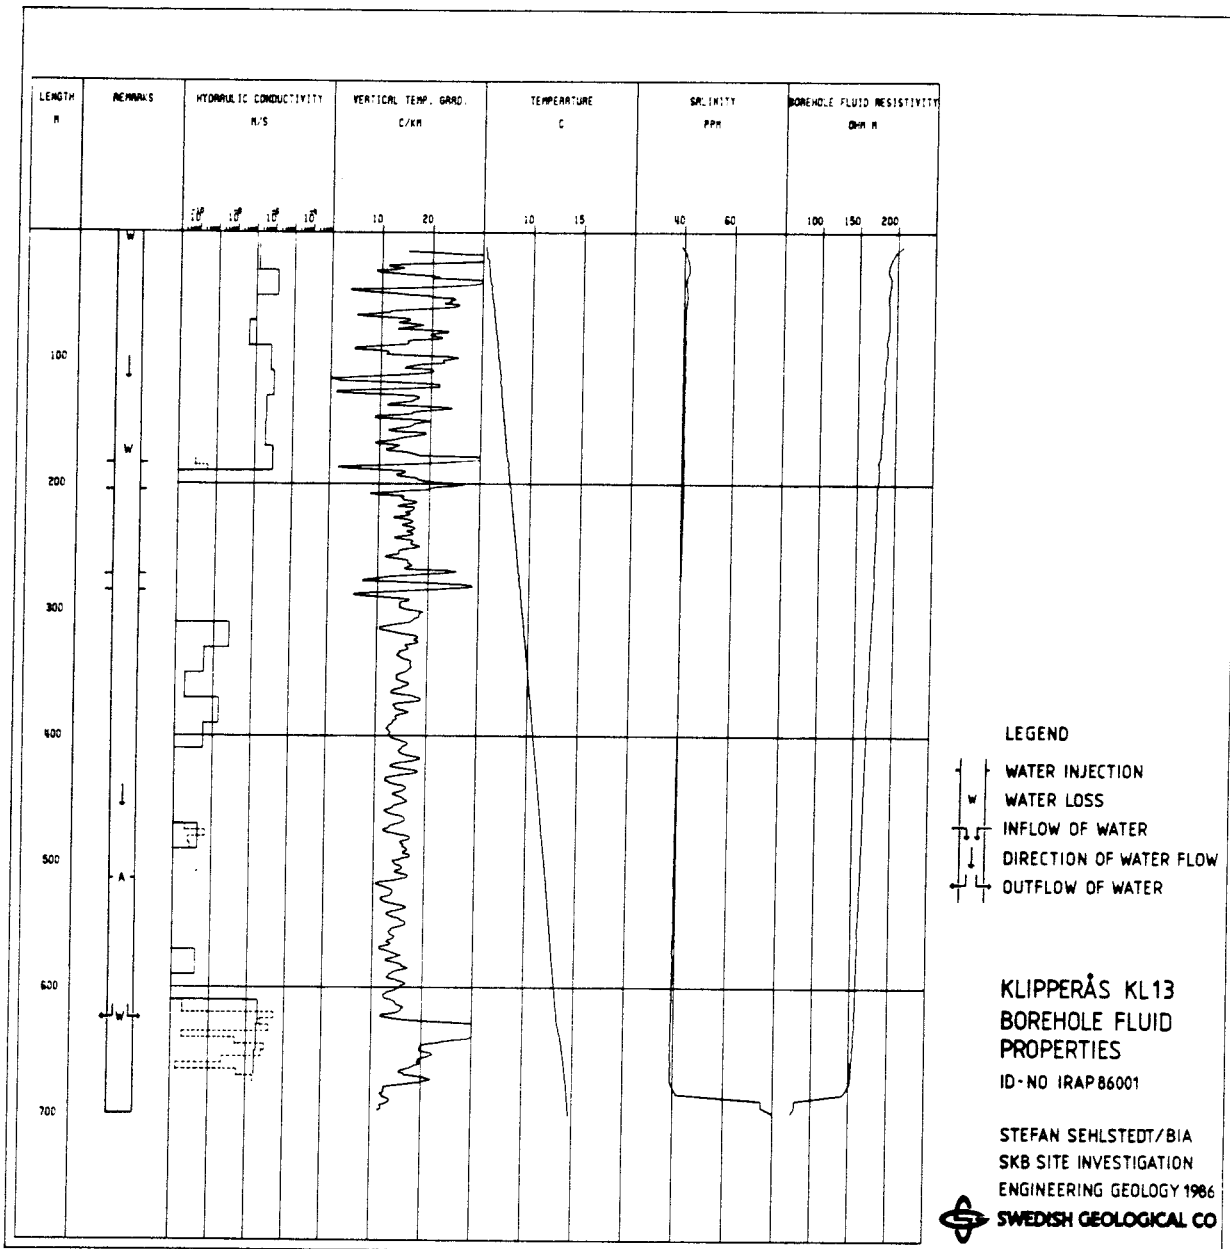 LENGTH REMARKS HYDRAULIC CONDUCTIVITY VERTICAL TEMP. GRAD. TEMPERATURE SALINITY BOREHOLE FLUID RESISTIVITY
M M/S C/KM C PPM OHM M
10 20 10 15 40 60 100 150 200
W
100
W
200
300
400
500
A
600
W
700
LEGEND
WATER INJECTION
W WATER LOSS
INFLOW OF WATER
DIRECTION OF WATER FLOW
OUTFLOW OF WATER
KLIPPERÅS KL13
BOREHOLE FLUID
PROPERTIES
ID-NO IRAP 86001
STEFAN SEHLSTEDT/BIA
SKB SITE INVESTIGATION
ENGINEERING GEOLOGY 1986
SWEDISH GEOLOGICAL CO